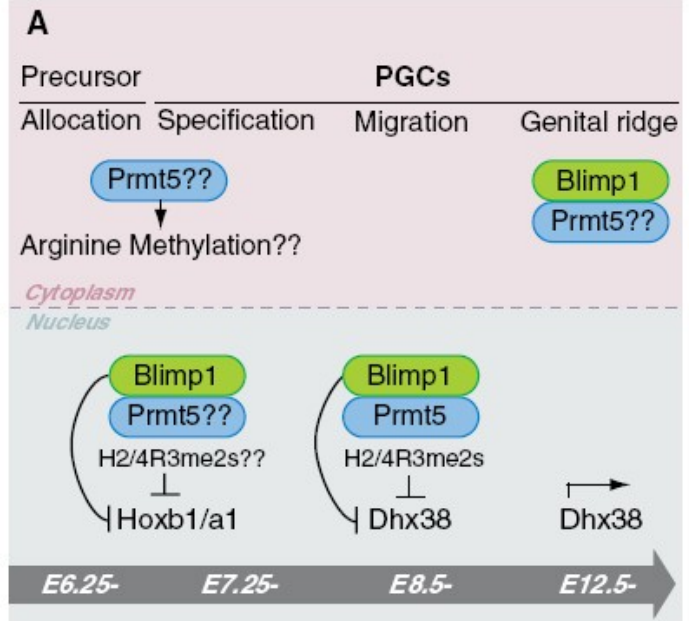 A
Precursor PGCs
Allocation Specification Migration Genital ridge
Prmt5?? Blimp1
Prmt5??
Arginine Methylation??
Cytoplasm
Nucleus
Blimp1 Blimp1
Prmt5?? Prmt5
H2/4R3me2s?? H2/4R3me2s
Hoxb1/a1 Dhx38 Dhx38
E6.25- E7.25- E8.5- E12.5-